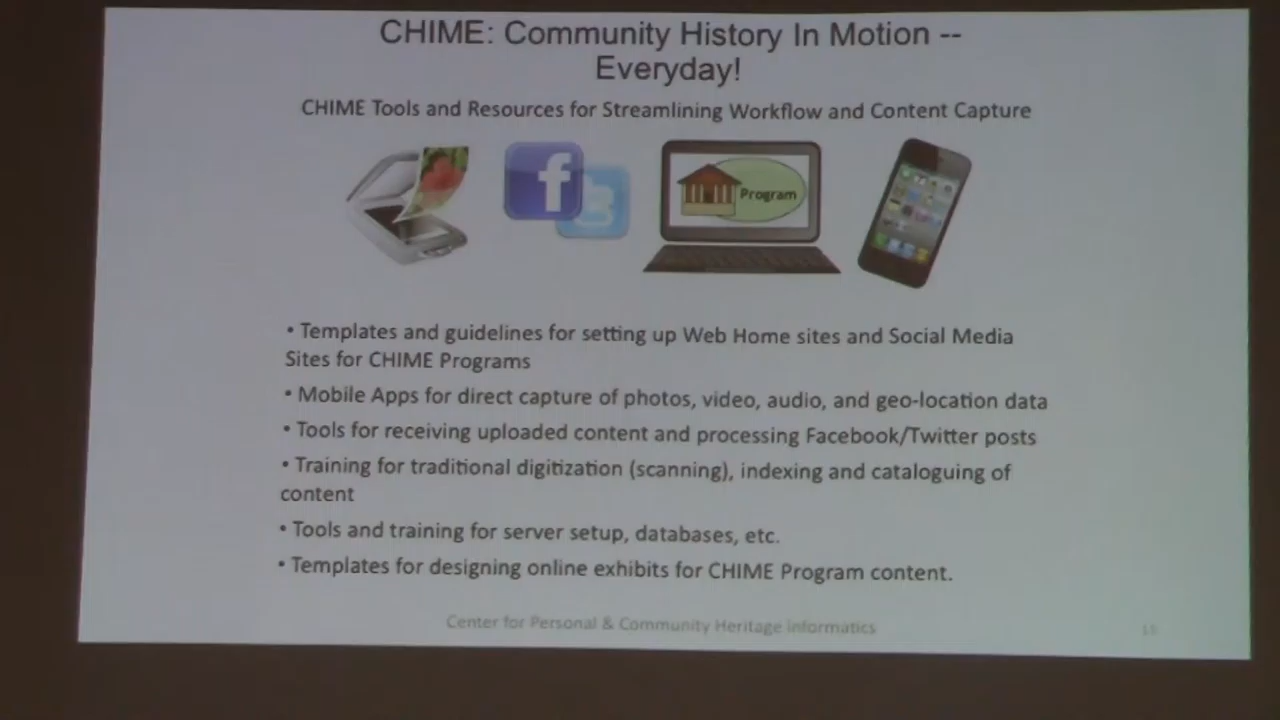 CHIME: Community History In Motion --
Everyday!
CHIME Tools and Resources for Streamlining Workflow and Content Capture
f
Program
• Templates and guidelines for setting up Web Home sites and Social Media
Sites for CHIME Programs
• Mobile Apps for direct capture of photos, video, audio, and geo-location data
• Tools for receiving uploaded content and processing Facebook/Twitter posts
• Training for traditional digitization (scanning), indexing and cataloguing of
content
• Tools and training for server setup, databases, etc.
• Templates for designing online exhibits for CHIME Program content.
Center for Personal & Community Heritage Informatics